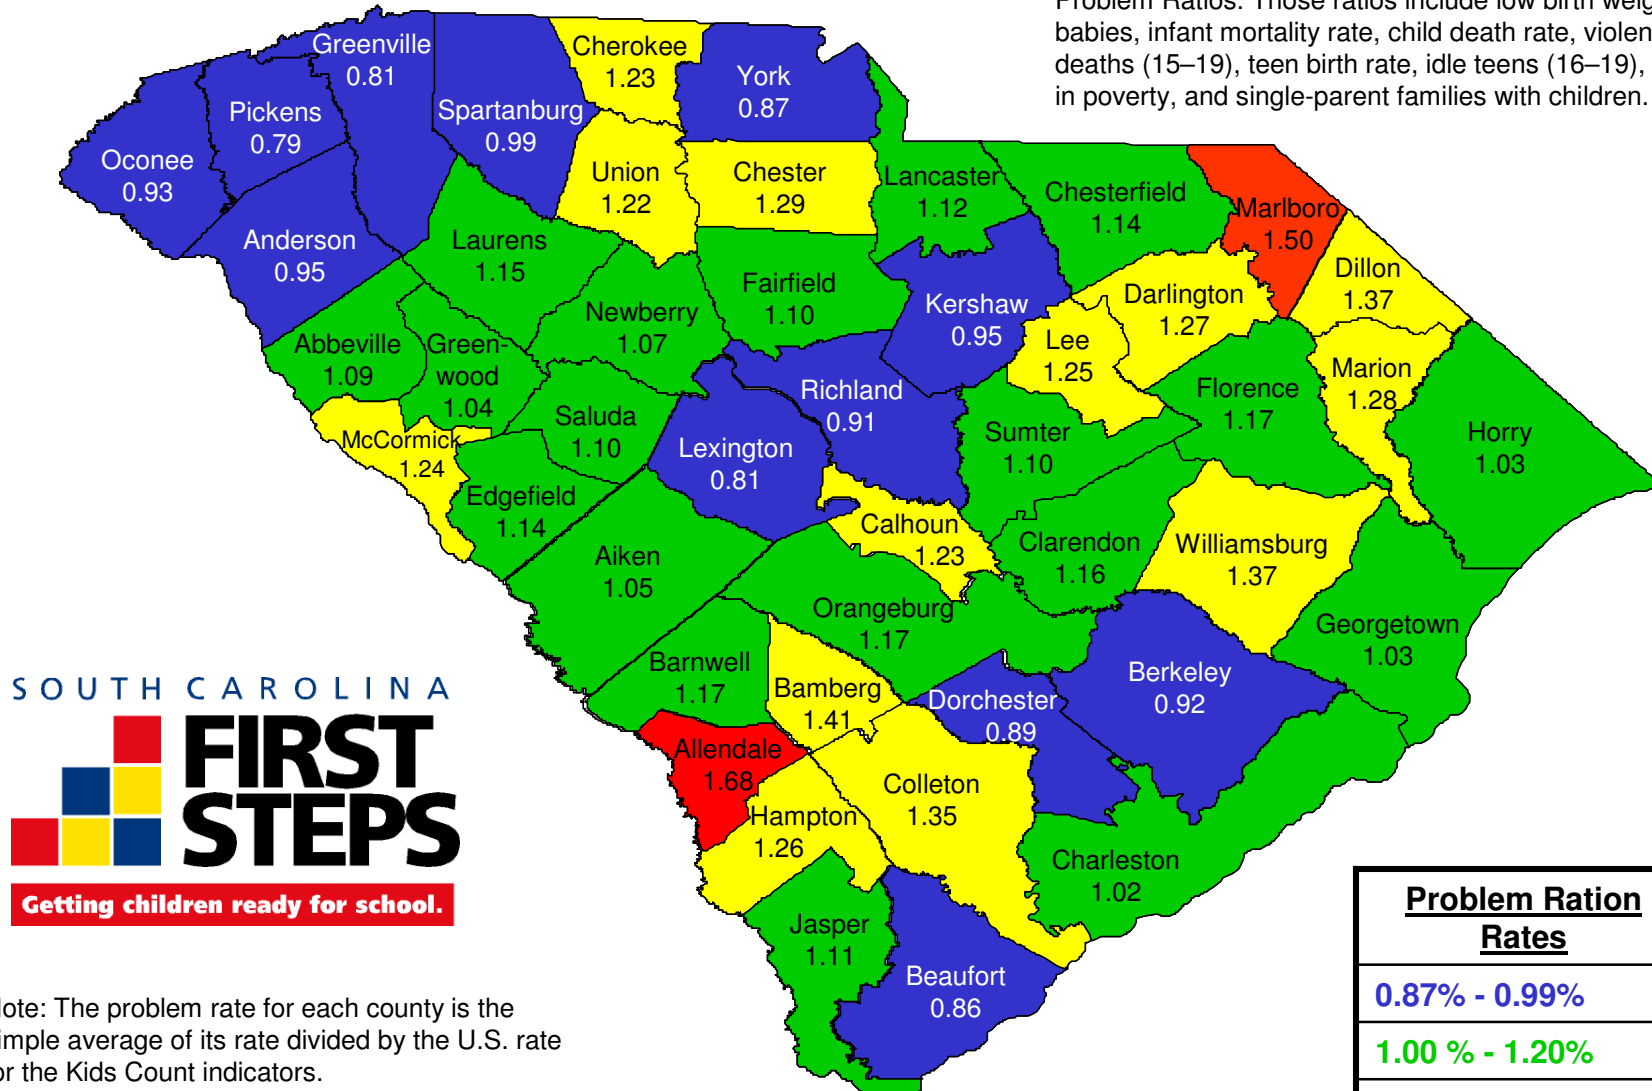 Problem Ratios. Those ratios include low birth
babies, infant mortality rate, child death rate,
deaths (15–19), teen birth rate, idle teens (16–19),
in poverty, and single-parent families with children.
Greenville
0.81
Cherokee
1.23
York
0.87
Pickens
0.79
Spartanburg
0.99
Oconee
0.93
Union
1.22
Chester
1.29
Lancaster
1.12
Chesterfield
1.14
Marlboro
1.50
Anderson
0.95
Laurens
1.15
Dillon
1.37
Fairfield
1.10
Kershaw
0.95
Darlington
1.27
Newberry
1.07
Lee
1.25
Abbeville
1.09
Green-
wood
1.04
Marion
1.28
Richland
0.91
Florence
1.17
Saluda
1.10
McCormick
1.24
Lexington
0.81
Sumter
1.10
Horry
1.03
Edgefield
1.14
Calhoun
1.23
Clarendon
1.16
Williamsburg
1.37
Aiken
1.05
Orangeburg
1.17
Georgetown
1.03
Barnwell
1.17
Bamberg
1.41
Dorchester
0.89
Berkeley
0.92
Allendale
1.68
Colleton
1.35
Hampton
1.26
Charleston
1.02
Jasper
1.11
Beaufort
0.86
SOUTH CAROLINA
FIRST
STEPS
Getting children ready for school.
Note: The problem rate for each county is the
simple average of its rate divided by the U.S. rate
for the Kids Count indicators.
Problem Ration
Rates
0.87% - 0.99%
1.00 % - 1.20%